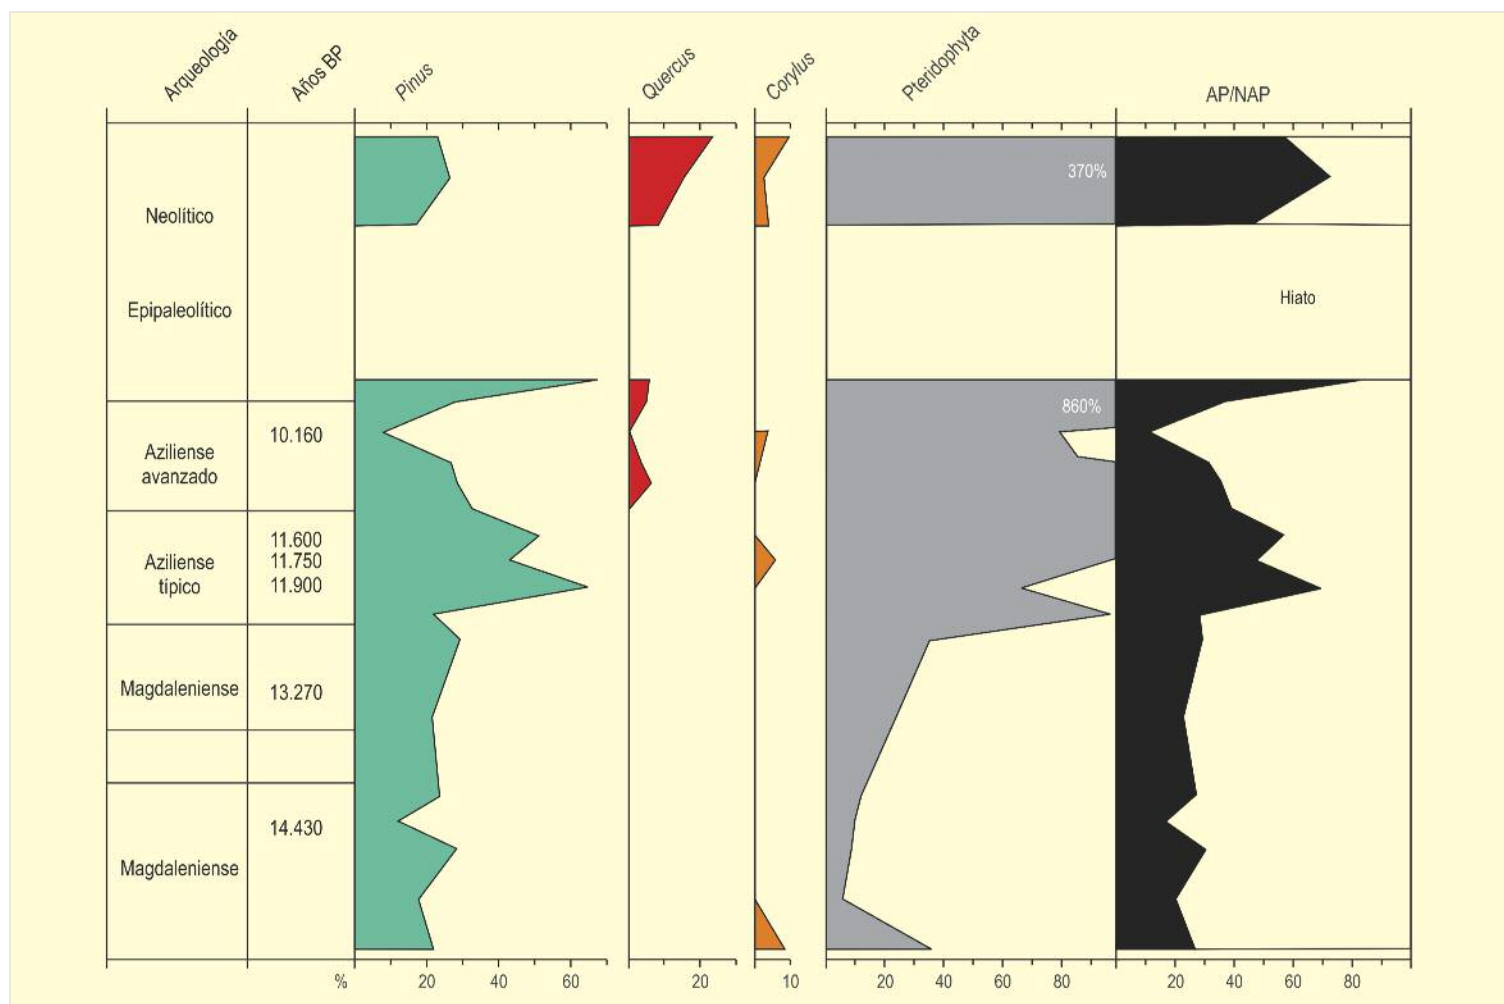 Arqueología
Años BP
Pinus
Quercus
Corylus
Pteridophyta
AP/NAP
370%
Neolítico
Hiato
Epipaleolítico
860%
10.160
Aziliense
avanzado
11.600
Aziliense
11.750
típico
11.900
Magdaleniense
13.270
14.430
Magdaleniense
% 20 40 60 20 10 20 40 60 80 20 40 60 80